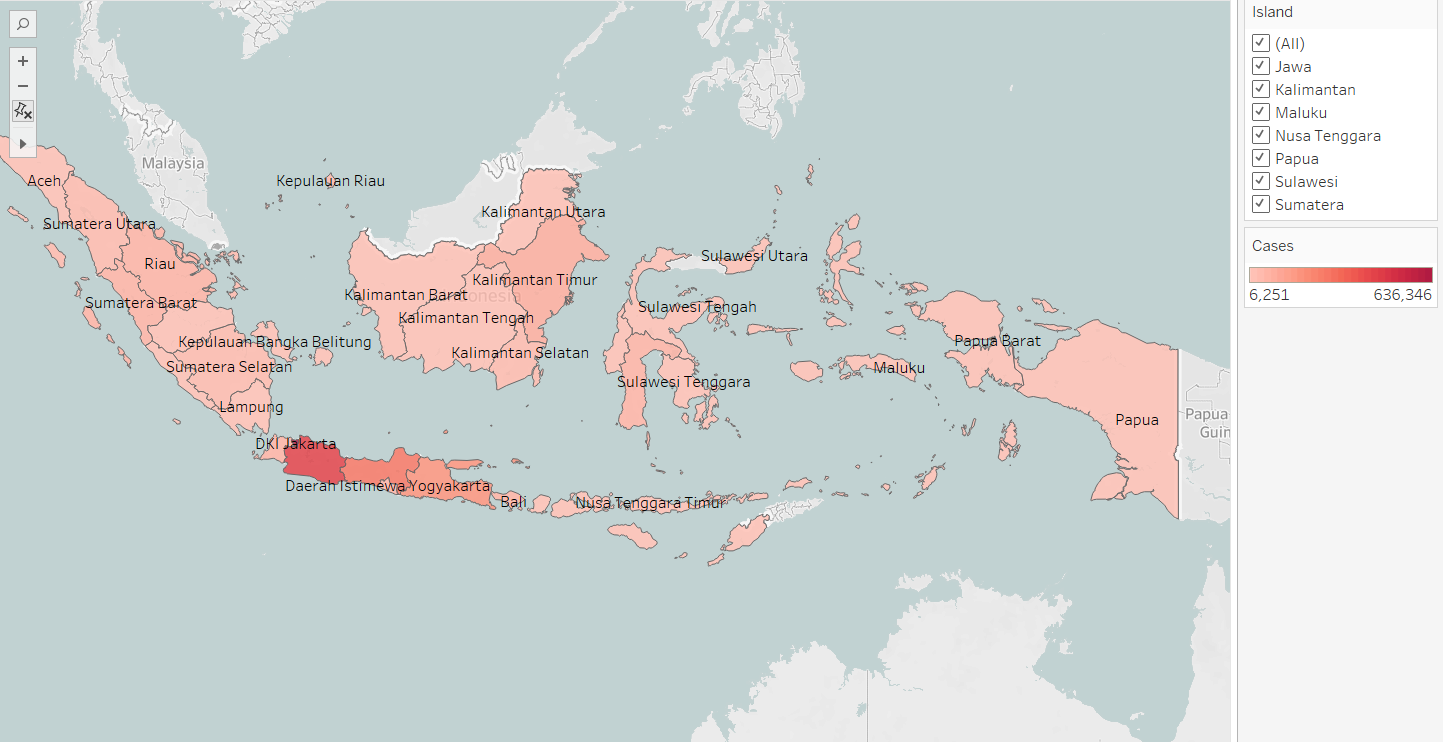 Malaysia
Aceh
Kepulauan Riau
Sumatera Utara
Kalimantan Utara
Riau
Sulawesi Utara
Kalimantan Timur
Kalimantan Barat
onesia
Sumatera Barat
Sulawesi Tengah
Kalimantan Tengah
Kepulauan Bangka Belitung
Papua Barat
Kalimantan Selatan
Sumatera Selatan
Maluku
Sulawesi Tenggara
Lampung
Papua
Papua
Guin
DKI Jakarta
Daerah Istimewa Yogyakarta
Bali
Nusa Tenggara Timur
Island
(All)
Jawa
Kalimantan
Maluku
Nusa Tenggara
Papua
Sulawesi
Sumatera
Cases
6,251 636,346